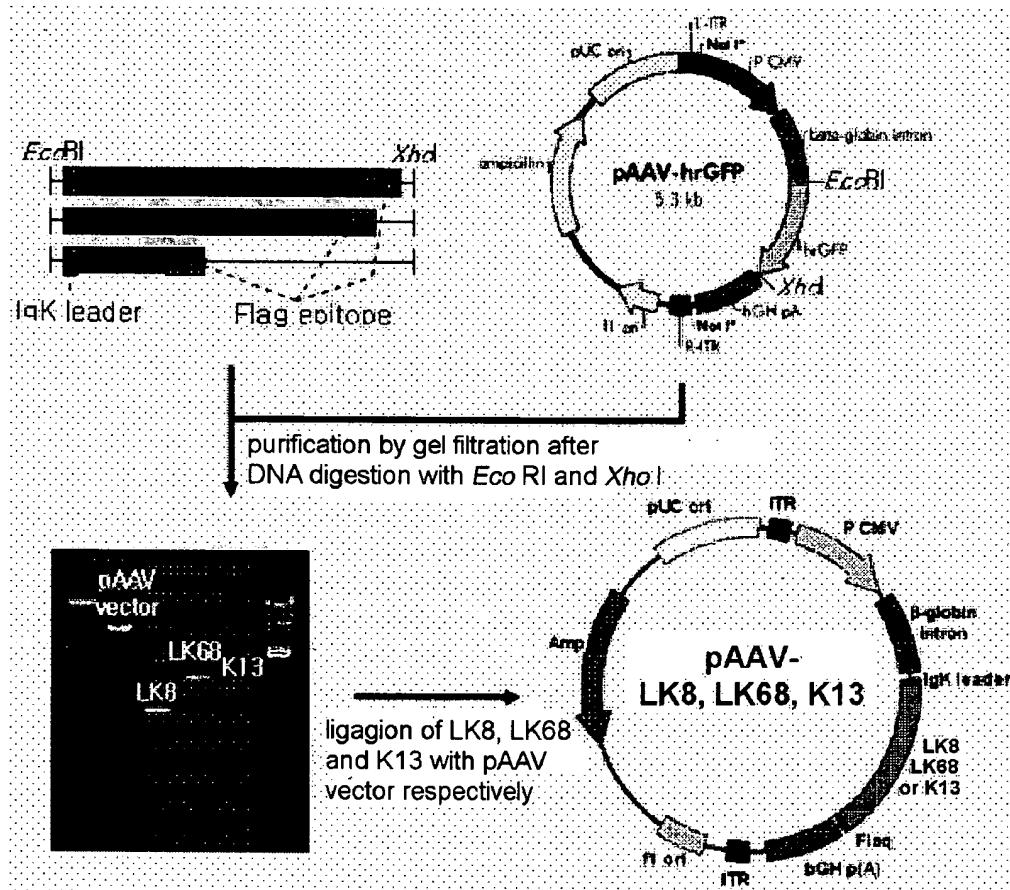 EcoRI
XhoI
IgK leader
Flag epitope
L-ITR
Not I*
P CMV
beta-globin intron
EcoRI
hrGFP
XhoI
hGH pA
Not I*
R-ITR
f1 ori
ampicillin
pUC ori
pAAV-hrGFP
5.3 kb
purification by gel filtration after
DNA digestion with Eco RI and Xho I
pAAV
vector
LK68
K13
LK8
ligagion of LK8, LK68
and K13 with pAAV
vector respectively
pUC ori
ITR
P CMV
β-globin
intron
IgK leader
LK8
LK68
or K13
Flag
bGH p(A)
ITR
f1 ori
Amp
pAAV-
LK8, LK68, K13